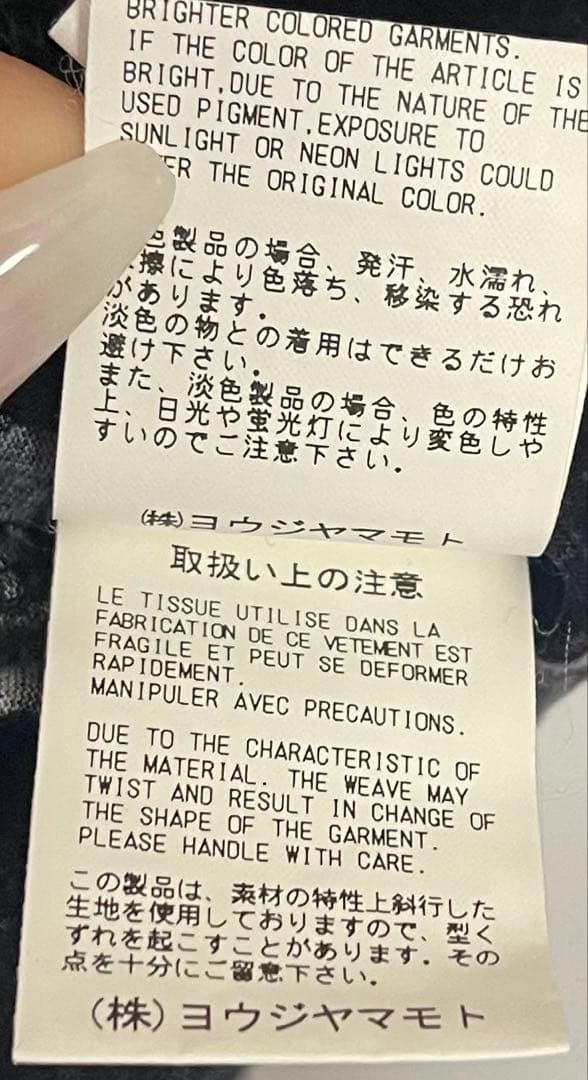 BRIGHTER COLORED GARMENTS.
IF THE COLOR OF THE ARTICLE IS
BRIGHT,DUE TO THE NATURE OF THE
USED PIGMENT,EXPOSURE TO
SUNLIGHT OR NEON LIGHTS COULD
THE ORIGINAL COLOR.
色製品の場合、発汗、水濡れ、
擦により色落ち、移染する恐れ
があります。
淡色の物との着用はできるだけお
避け下さい。
また、淡色製品の場合、色の特性
上、日光や蛍光灯により変色しや
すいのでご注意下さい。
(株)ヨウジヤマモト
取扱い上の注意
LE TISSUE UTILISE DANS LA
FABRICATION DE CE VETEMENT EST
FRAGILE ET PEUT SE DEFORMER
RAPIDEMENT.
MANIPULER AVEC PRECAUTIONS.
DUE TO THE CHARACTERISTIC OF
THE MATERIAL. THE WEAVE MAY
TWIST AND RESULT IN CHANGE OF
THE SHAPE OF THE GARMENT.
PLEASE HANDLE WITH CARE.
この製品は、素材の特性上斜行した
生地を使用しておりますので、型く
ずれを起こすことがあります。その
点を十分にご留意下さい。
(株)ヨウジヤマモト